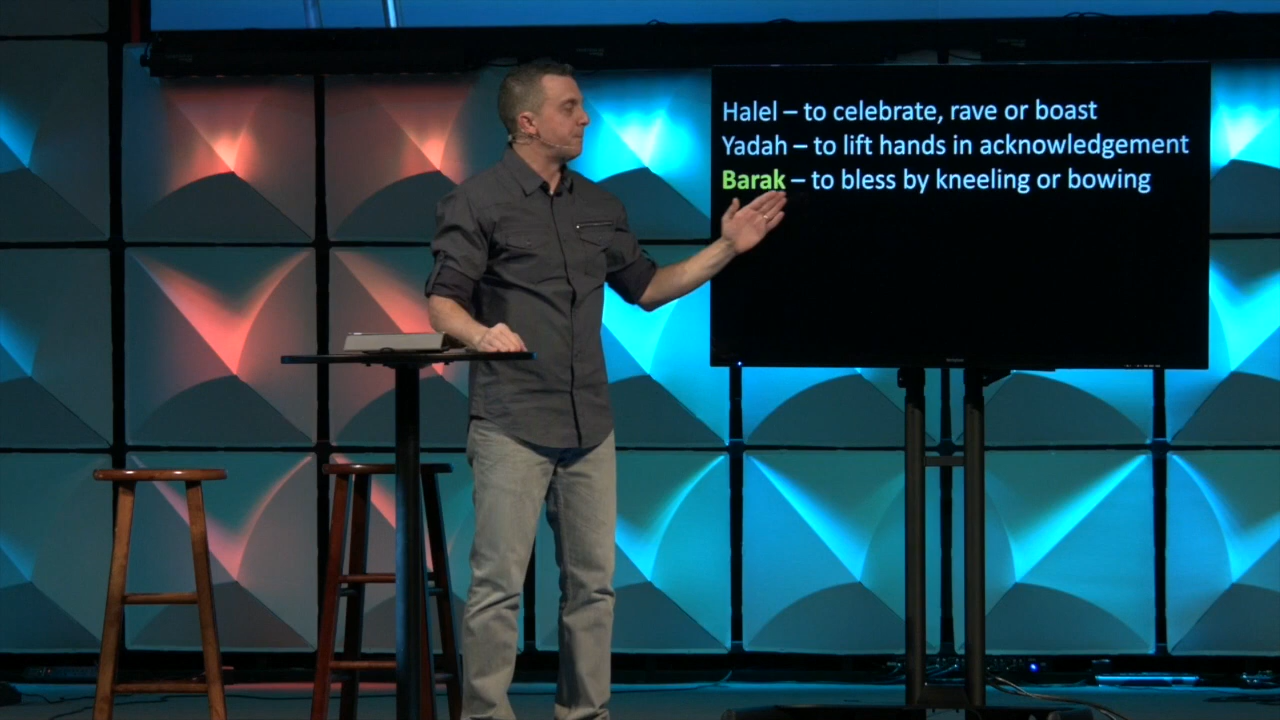 Halel – to celebrate, rave or boast
Yadah – to lift hands in acknowledgement
Barak – to bless by kneeling or bowing